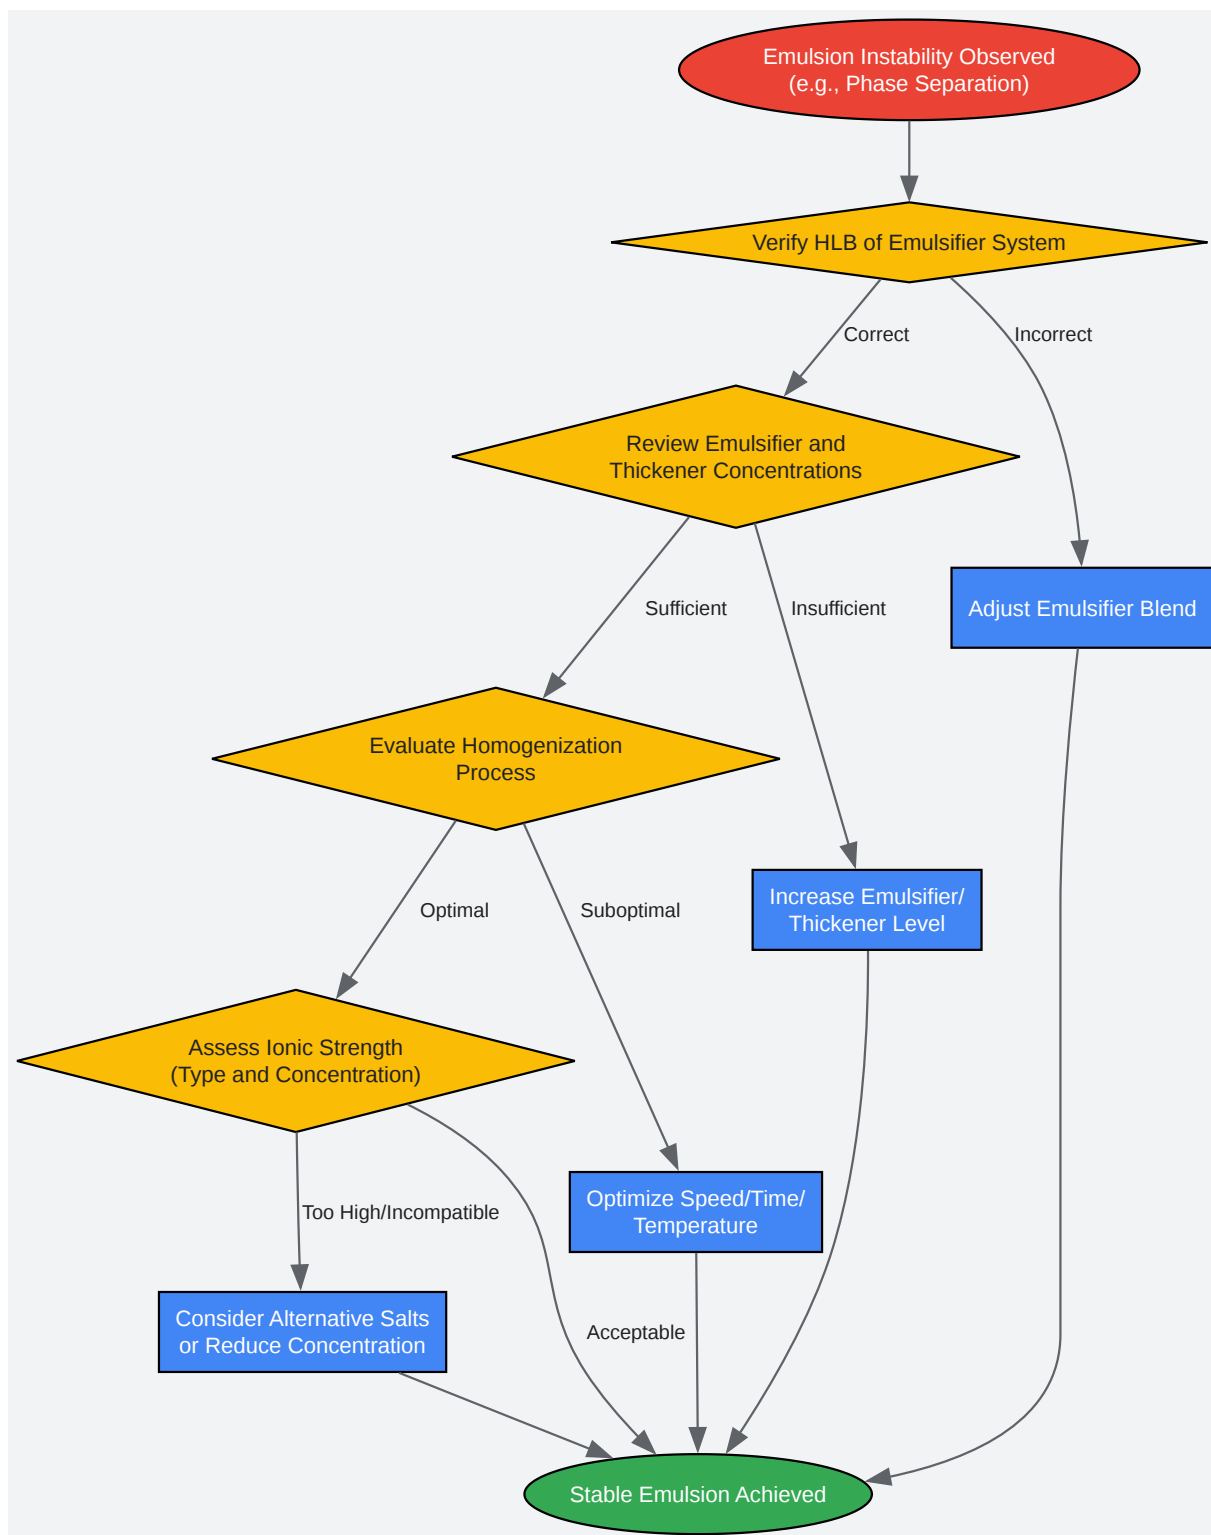 Emulsion Instability Observed
(e.g., Phase Separation)
Verify HLB of Emulsifier System
Correct
Incorrect
Review Emulsifier and
Thickener Concentrations
Sufficient
Insufficient
Adjust Emulsifier Blend
Evaluate Homogenization
Process
Optimal
Suboptimal
Increase Emulsifier/
Thickener Level
Assess Ionic Strength
(Type and Concentration)
Too High/Incompatible
Optimize Speed/Time/
Temperature
Consider Alternative Salts
or Reduce Concentration
Acceptable
Stable Emulsion Achieved